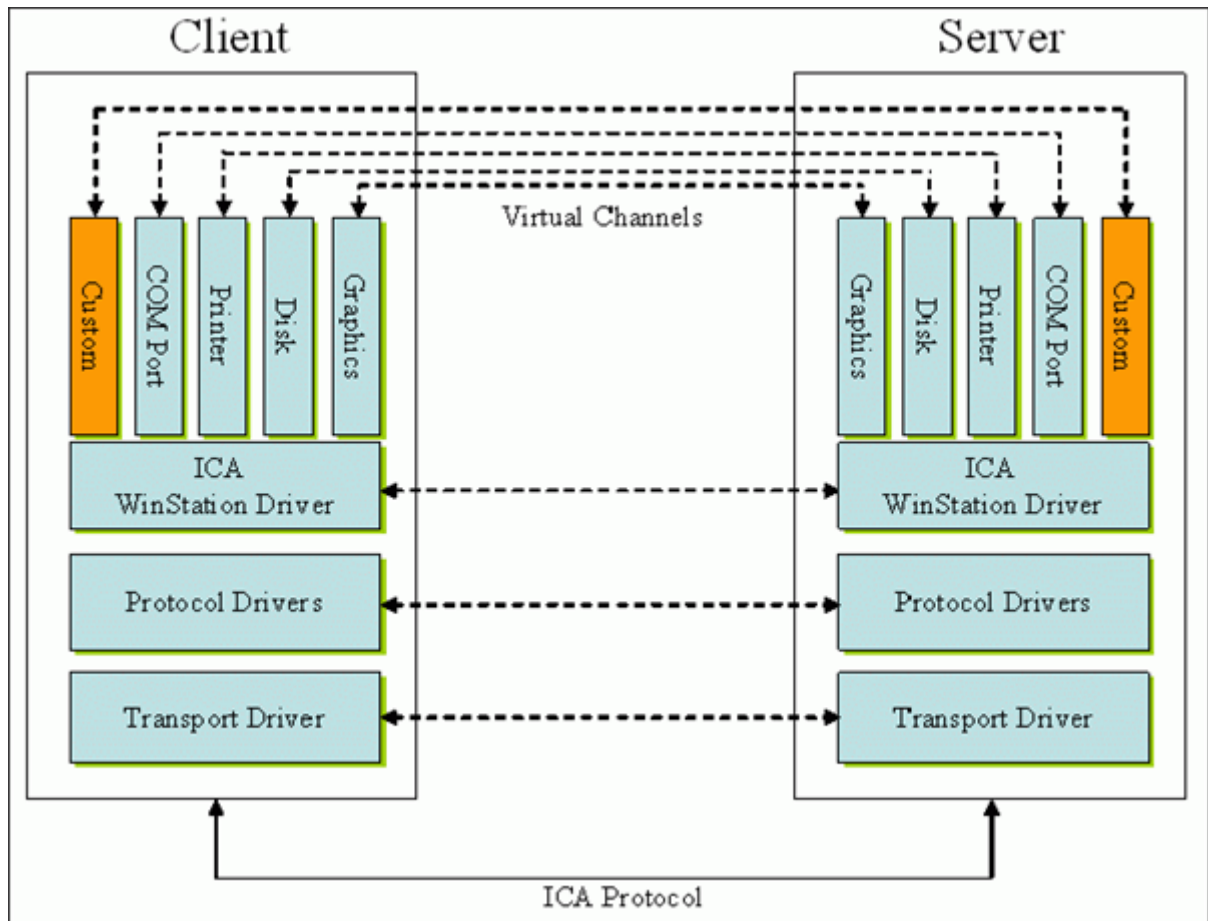 Client
Server
Virtual Channels
Custom
COM Port
Printer
Disk
Graphics
Graphics
Disk
Printer
COM Port
Custom
ICA
WinStation Driver
ICA
WinStation Driver
Protocol Drivers
Protocol Drivers
Transport Driver
Transport Driver
ICA Protocol